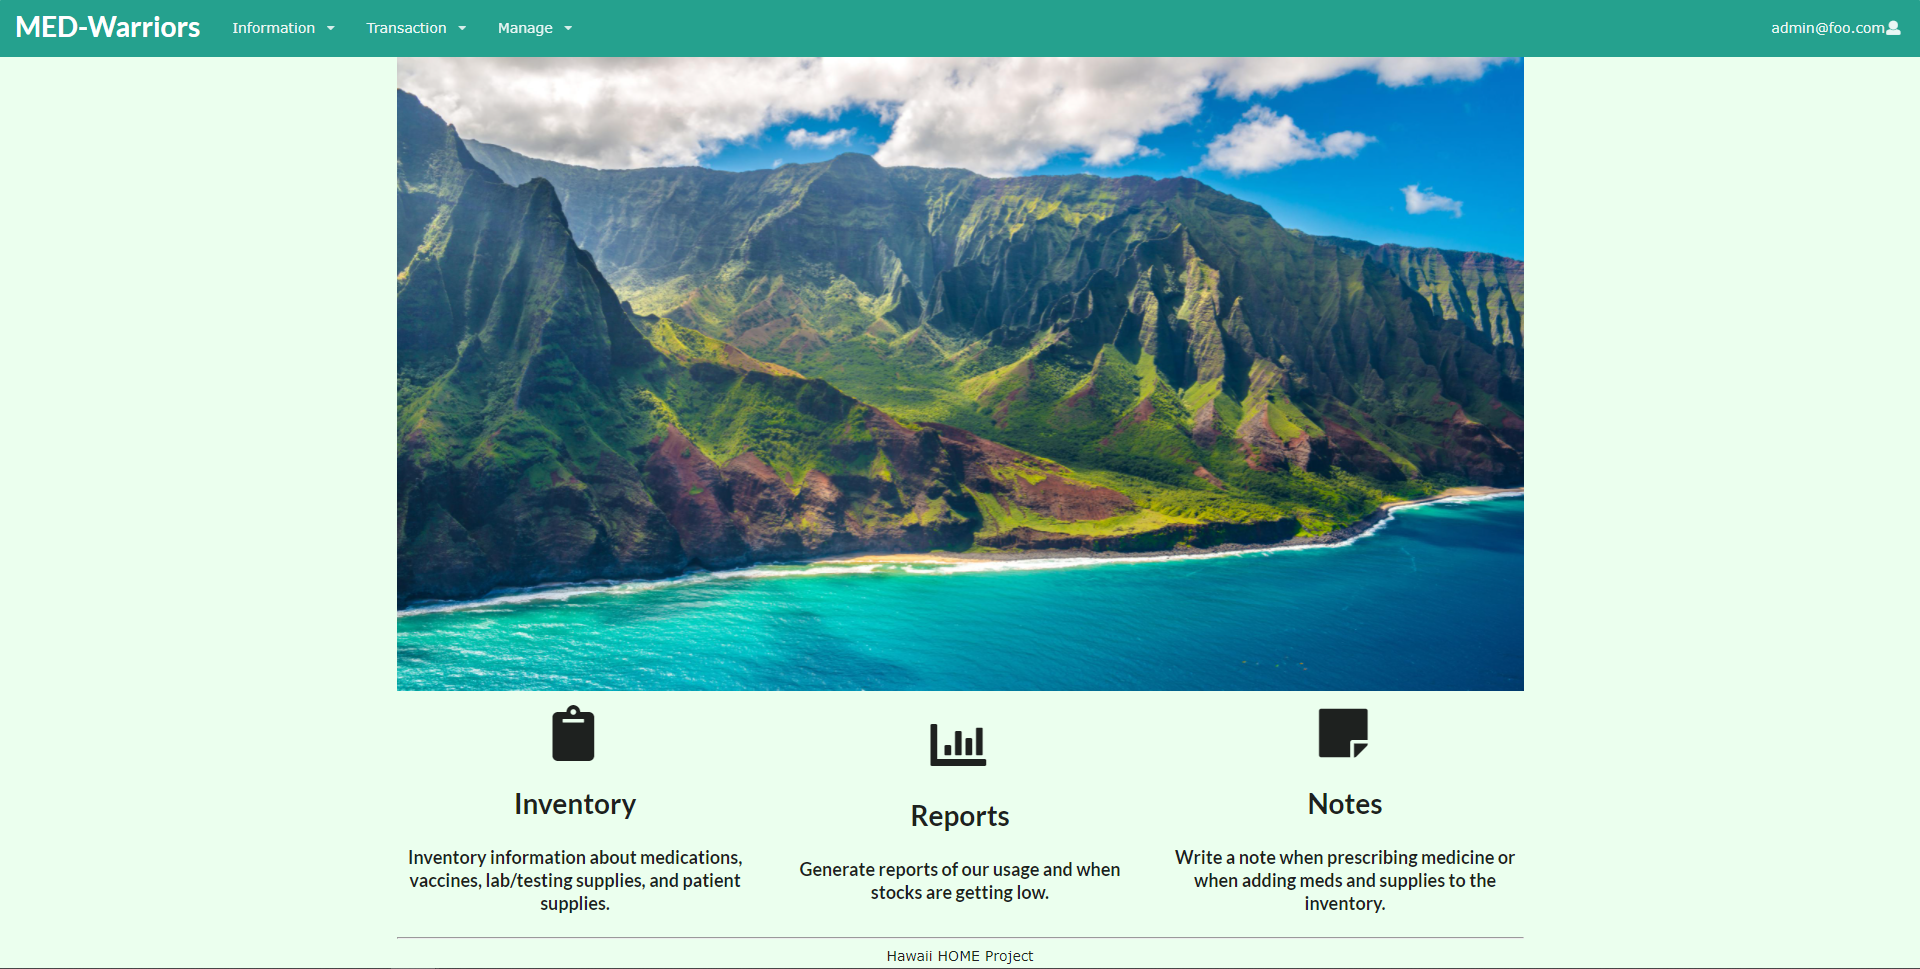 MED-Warriors Information Transaction Manage admin@foo.com
Inventory
Inventory information about medications,
vaccines, lab/testing supplies, and patient
supplies.
Reports
Generate reports of our usage and when
stocks are getting low.
Notes
Write a note when prescribing medicine or
when adding meds and supplies to the
inventory.
Hawaii HOME Project